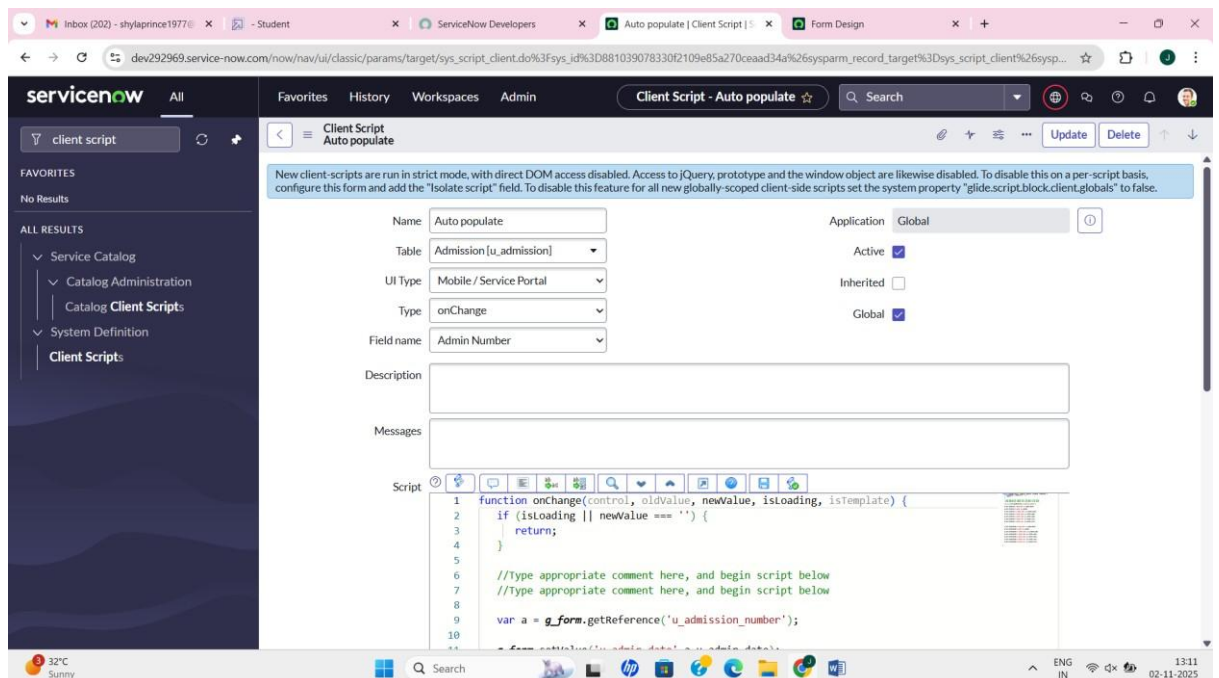 Inbox (202) - shylaprince1977@
- Student
ServiceNow Developers
Auto populate | Client Script | S
Form Design
dev292969.service-now.com/now/nav/ui/classic/params/target/sys_script_client.do%3Fsys_id%3D881039078330f2109e85a270ceaad34a%26sysparm_record_target%3Dsys_script_client%26sysp...
J
servicenow
All
Favorites History Workspaces Admin
Client Script - Auto populate
Search
client script
Client Script
Auto populate
Update
Delete
FAVORITES
No Results
ALL RESULTS
Service Catalog
Catalog Administration
Catalog Client Scripts
System Definition
Client Scripts
New client-scripts are run in strict mode, with direct DOM access disabled. Access to jQuery, prototype and the window object are likewise disabled. To disable this on a per-script basis,
configure this form and add the "Isolate script" field. To disable this feature for all new globally-scoped client-side scripts set the system property "glide.script.block.client.globals" to false.
Name Auto populate
Application Global
Table Admission [u_admission]
Active
UI Type Mobile / Service Portal
Inherited
Type onChange
Global
Field name Admin Number
Description
Messages
Script
1 function onChange(control, oldValue, newValue, isLoading, isTemplate) {
2 if (isLoading || newValue === '') {
3 return;
4 }
5
6 //Type appropriate comment here, and begin script below
7 //Type appropriate comment here, and begin script below
8
9 var a = g_form.getReference('u_admission_number');
10
3
32°C
Sunny
Search
ENG
IN
13:11
02-11-2025